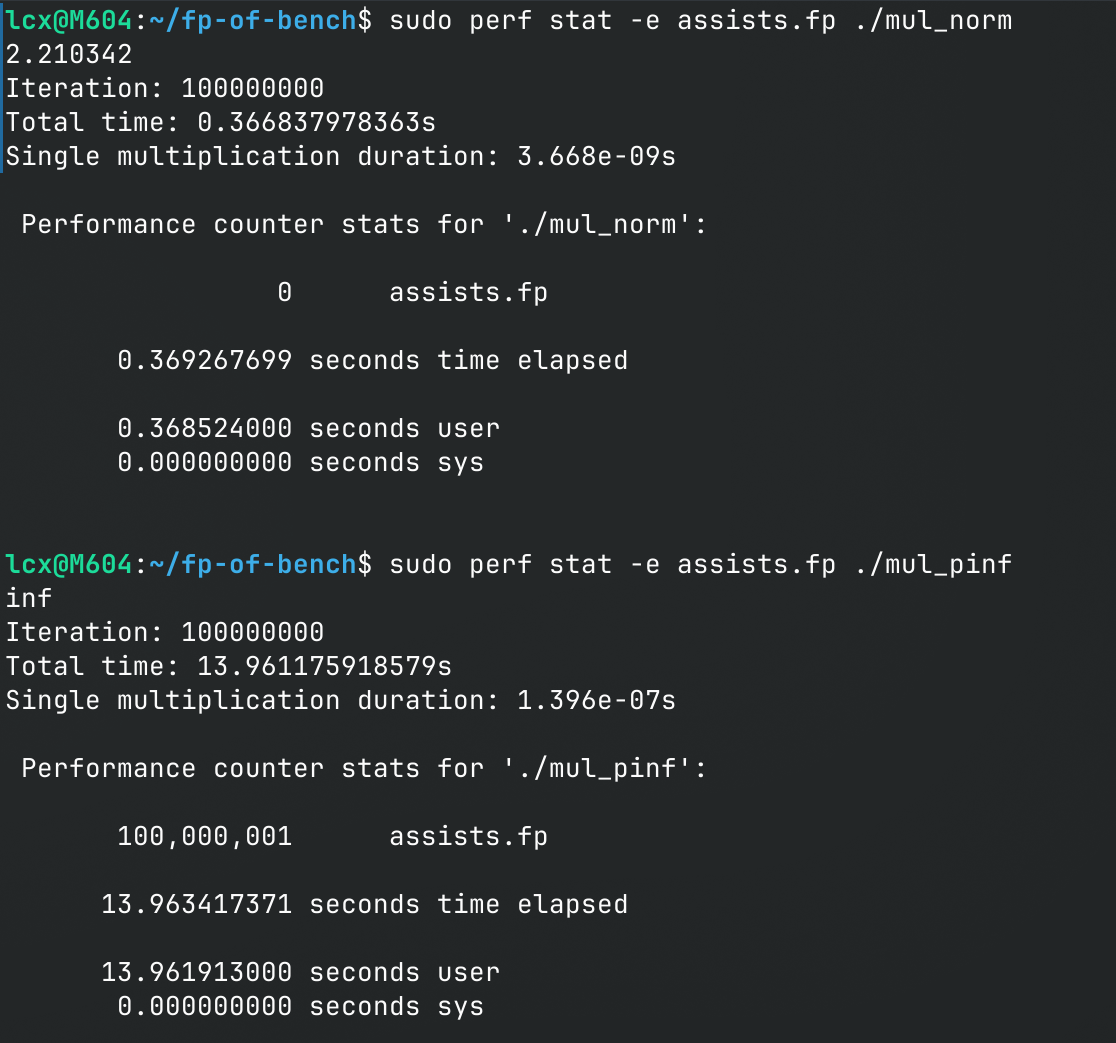 lcx@M604:~/fp-of-bench$ sudo perf stat -e assists.fp ./mul_norm
2.210342
Iteration: 100000000
Total time: 0.366837978363s
Single multiplication duration: 3.668e-09s
Performance counter stats for './mul_norm':
0 assists.fp
0.369267699 seconds time elapsed
0.368524000 seconds user
0.000000000 seconds sys
lcx@M604:~/fp-of-bench$ sudo perf stat -e assists.fp ./mul_pinf
inf
Iteration: 100000000
Total time: 13.961175918579s
Single multiplication duration: 1.396e-07s
Performance counter stats for './mul_pinf':
100,000,001 assists.fp
13.963417371 seconds time elapsed
13.961913000 seconds user
0.000000000 seconds sys